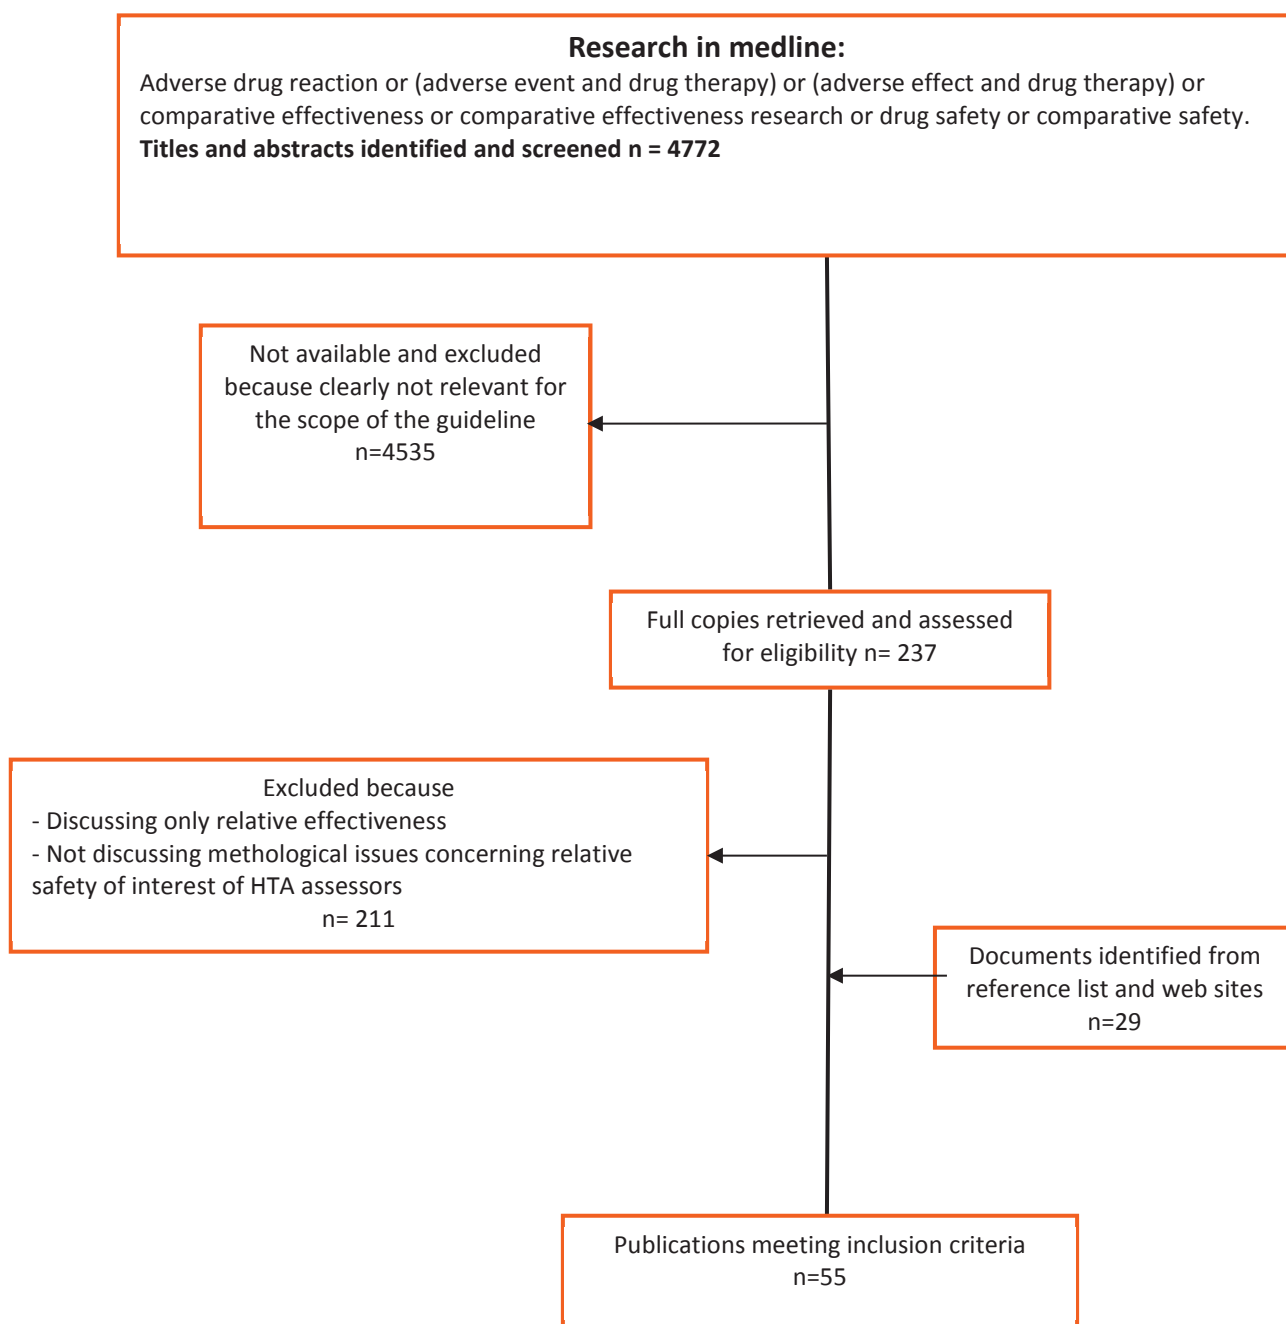 Research in medline:
Adverse drug reaction or (adverse event and drug therapy) or (adverse effect and drug therapy) or
comparative effectiveness or comparative effectiveness research or drug safety or comparative safety.
Titles and abstracts identified and screened n = 4772
Not available and excluded
because clearly not relevant for
the scope of the guideline
n=4535
Full copies retrieved and assessed
for eligibility n= 237
Excluded because
- Discussing only relative effectiveness
- Not discussing methological issues concerning relative
safety of interest of HTA assessors
n= 211
Documents identified from
reference list and web sites
n=29
Publications meeting inclusion criteria
n=55